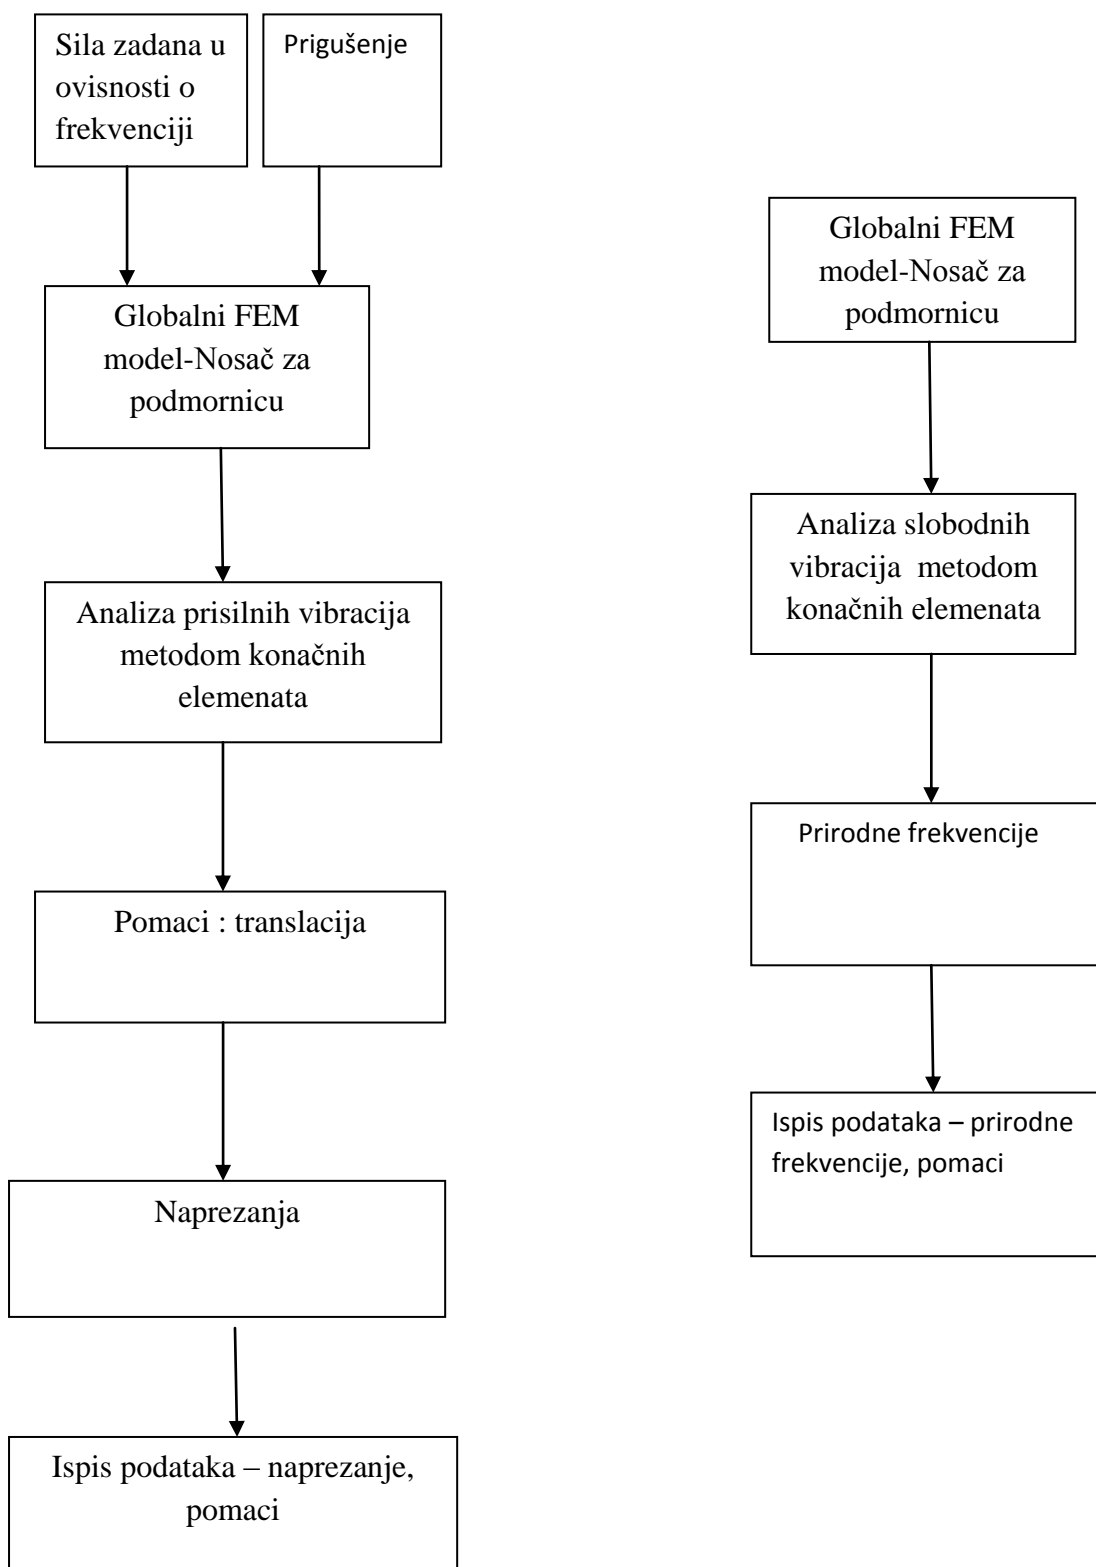 Sila zadana u
ovisnosti o
frekvenciji
Prigušenje
Globalni FEM
model-Nosač za
podmornicu
Analiza prisilnih vibracija
metodom konačnih
elemenata
Pomaci : translacija
Naprezanja
Ispis podataka – naprezanje,
pomaci
Globalni FEM
model-Nosač za
podmornicu
Analiza slobodnih
vibracija  metodom
konačnih elemenata
Prirodne frekvencije
Ispis podataka – prirodne
frekvencije, pomaci